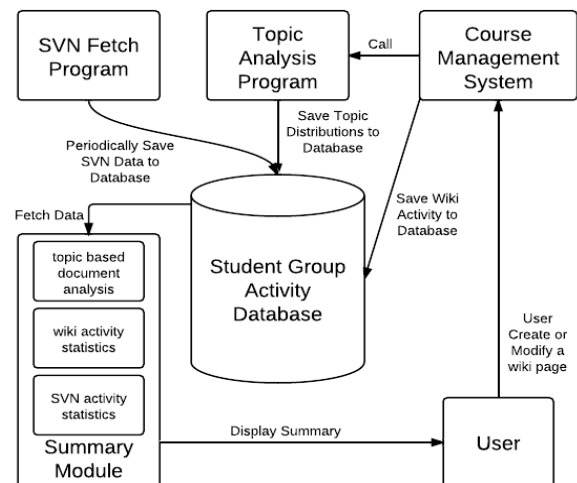 SVN Fetch
Program
Topic
Analysis
Program
Call
Course
Management
System
Periodically Save
SVN Data to
Database
Save Topic
Distributions to
Database
Save Wiki
Activity to
Database
Fetch Data
topic based
document
analysis
wiki activity
statistics
SVN activity
statistics
Summary
Module
Student Group
Activity
Database
User
Create or
Modify a
wiki page
Display Summary
User